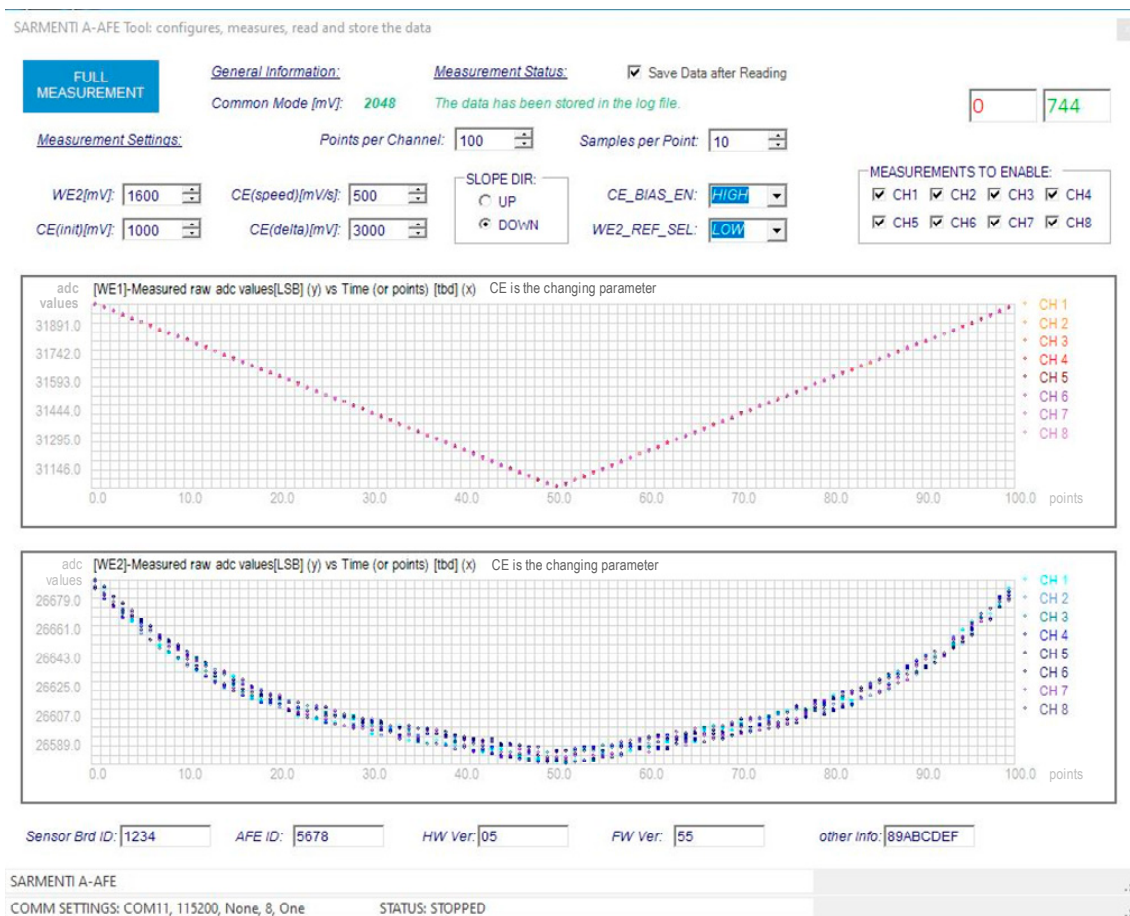 SARMENTI A-AFE Tool: configures, measures, read and store the data
FULL MEASUREMENT
General Information:
Measurement Status:
Save Data after Reading
Common Mode [mV]: 2048
The data has been stored in the log file.
0
744
Measurement Settings:
Points per Channel: 100
Samples per Point: 10
WE2[mV]: 1600
CE(speed)[mV/s]: 500
SLOPE DIR:
UP
DOWN
CE_BIAS_EN: HIGH
CE(init)[mV]: 1000
CE(delta)[mV]: 3000
WE2_REF_SEL: LOW
MEASUREMENTS TO ENABLE:
CH1 CH2 CH3 CH4
CH5 CH6 CH7 CH8
adc values
[WE1]-Measured raw adc values[LSB] (y) vs Time (or points) [tbd] (x) CE is the changing parameter
31891.0
31742.0
31593.0
31444.0
31295.0
31146.0
0.0 10.0 20.0 30.0 40.0 50.0 60.0 70.0 80.0 90.0 100.0 points
CH 1
CH 2
CH 3
CH 4
CH 5
CH 6
CH 7
CH 8
adc values
[WE2]-Measured raw adc values[LSB] (y) vs Time (or points) [tbd] (x) CE is the changing parameter
26679.0
26661.0
26643.0
26625.0
26607.0
26589.0
0.0 10.0 20.0 30.0 40.0 50.0 60.0 70.0 80.0 90.0 100.0 points
CH 1
CH 2
CH 3
CH 4
CH 5
CH 6
CH 7
CH 8
Sensor Brd ID: 1234
AFE ID: 5678
HW Ver: 05
FW Ver: 55
other Info: 89ABCDEF
SARMENTI A-AFE
COMM SETTINGS: COM11, 115200, None, 8, One
STATUS: STOPPED